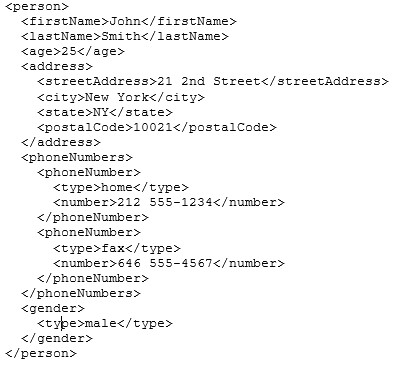 <person>
  <firstName>John</firstName>
  <lastName>Smith</lastName>
  <age>25</age>
  <address>
    <streetAddress>21 2nd Street</streetAddress>
    <city>New York</city>
    <state>NY</state>
    <postalCode>10021</postalCode>
  </address>
  <phoneNumbers>
    <phoneNumber>
      <type>home</type>
      <number>212 555-1234</number>
    </phoneNumber>
    <phoneNumber>
      <type>fax</type>
      <number>646 555-4567</number>
    </phoneNumber>
  </phoneNumbers>
  <gender>
    <type>male</type>
  </gender>
</person>